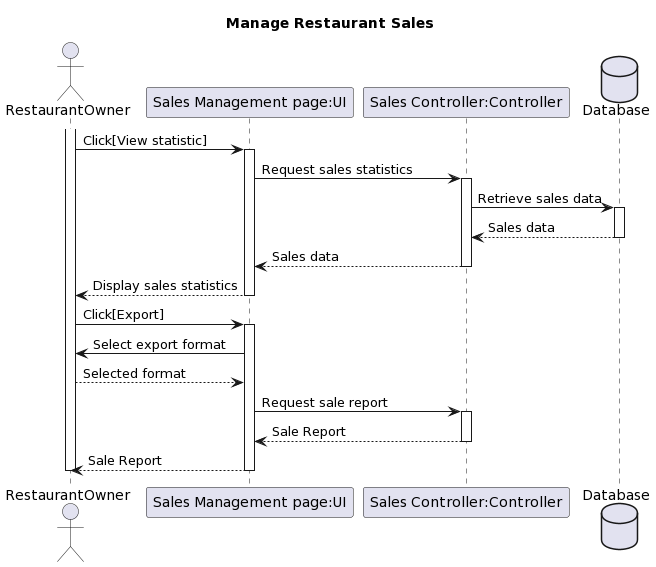 Manage Restaurant Sales
RestaurantOwner
Sales Management page:UI
Sales Controller:Controller
Database
Click[View statistic]
Request sales statistics
Retrieve sales data
Sales data
Sales data
Display sales statistics
Click[Export]
Select export format
Selected format
Request sale report
Sale Report
Sale Report
RestaurantOwner
Sales Management page:UI
Sales Controller:Controller
Database